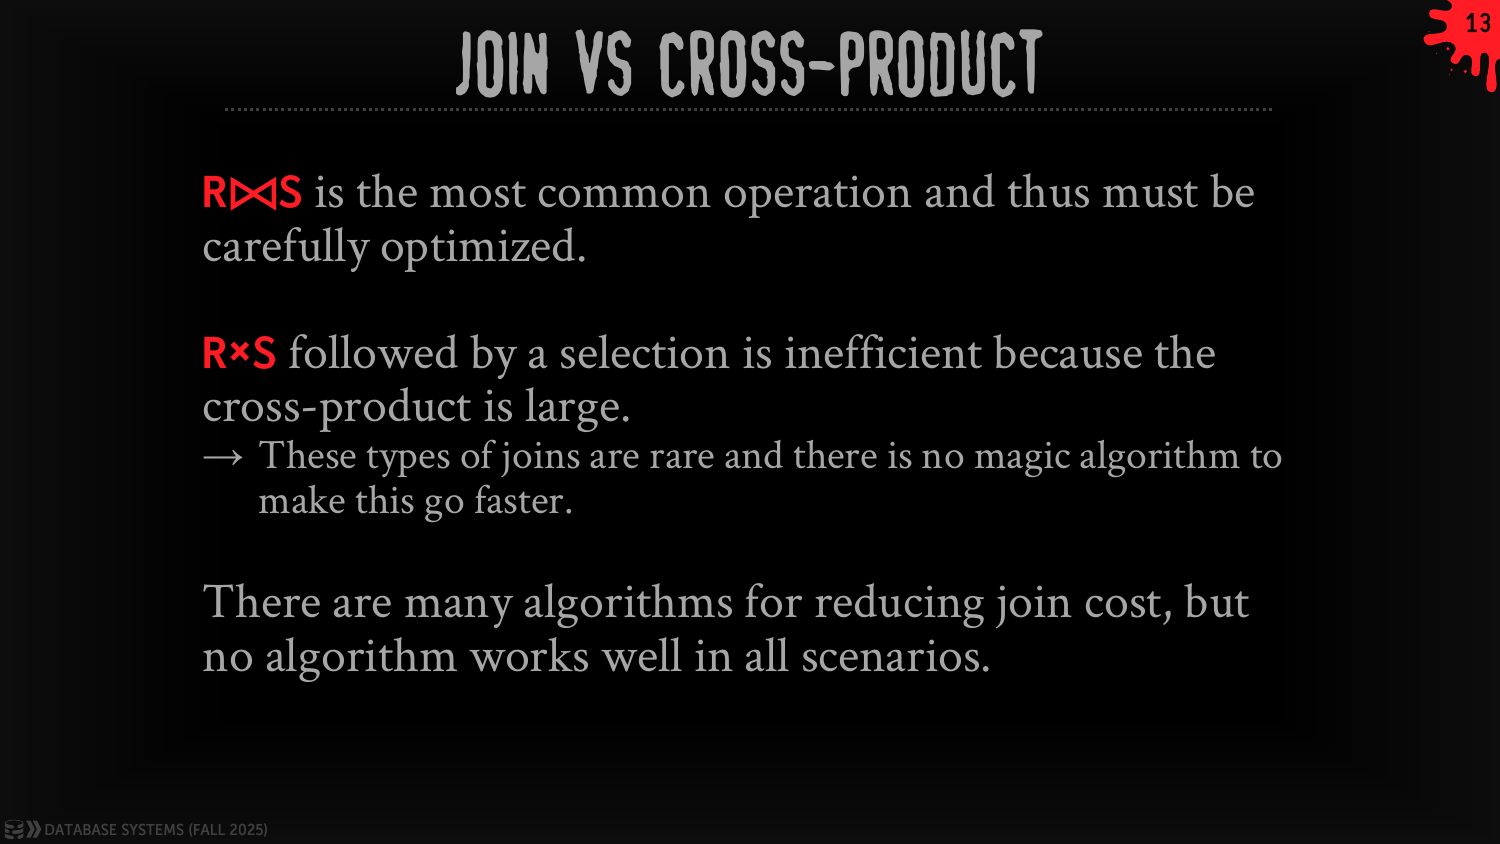 JOIN VS CROSS-PRODUCT
13
R⨝S is the most common operation and thus must be
carefully optimized.
R×S followed by a selection is inefficient because the
cross-product is large.
→ These types of joins are rare and there is no magic algorithm to
make this go faster.
There are many algorithms for reducing join cost, but
no algorithm works well in all scenarios.
DATABASE SYSTEMS (FALL 2025)